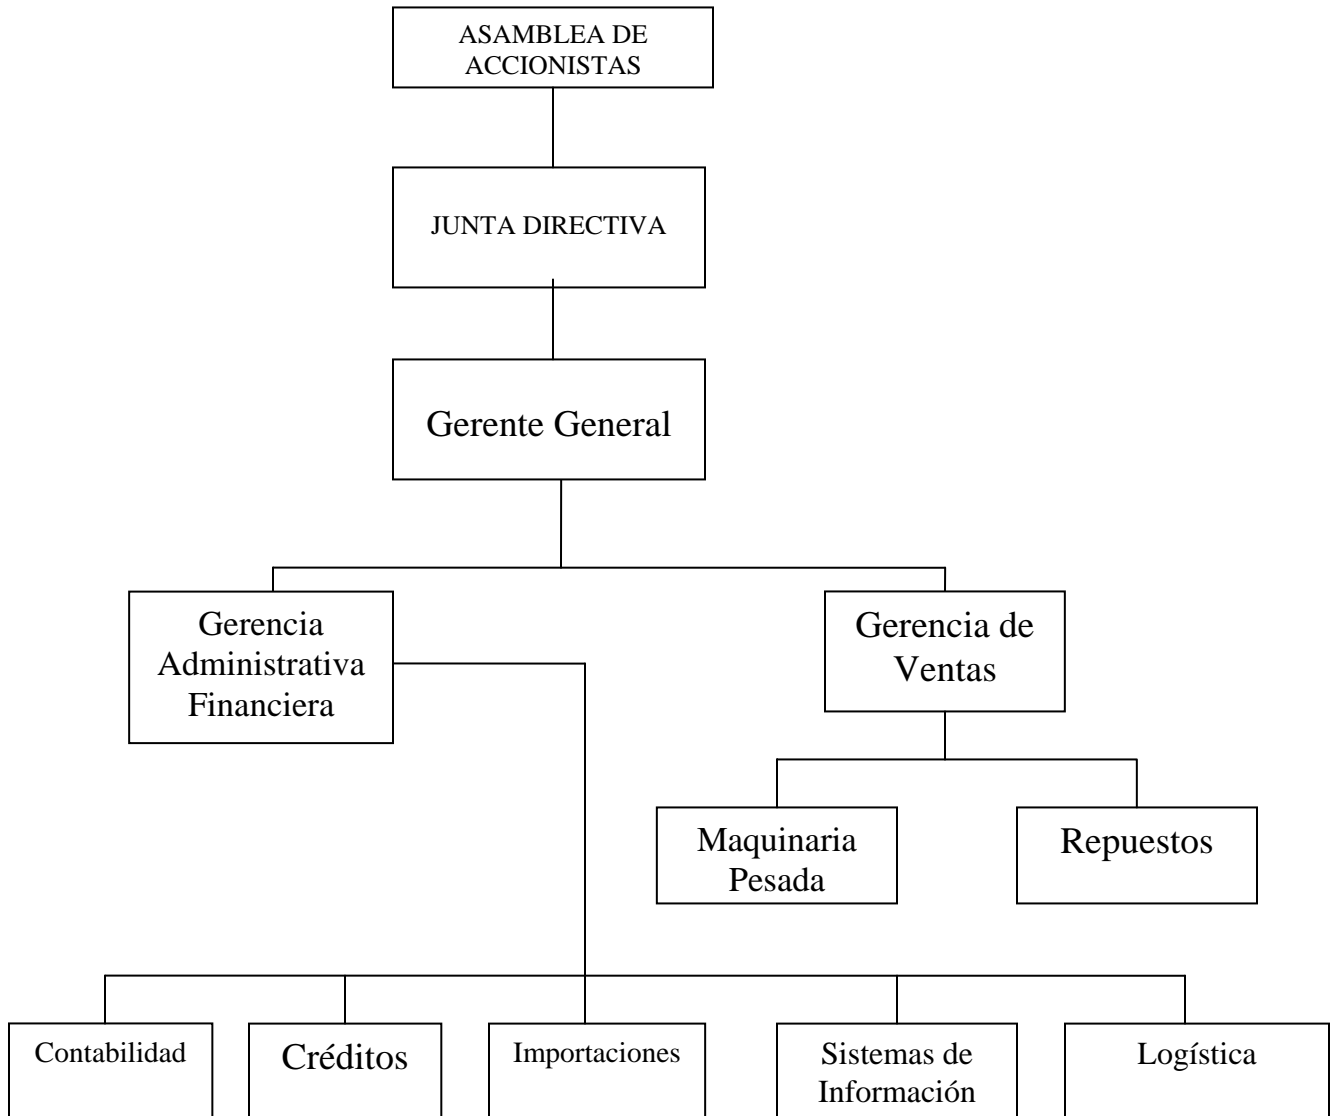 ASAMBLEA DE
ACCIONISTAS
JUNTA DIRECTIVA
Gerente General
Gerencia
Administrativa
Financiera
Gerencia de
Ventas
Maquinaria
Pesada
Repuestos
Contabilidad
Créditos
Importaciones
Sistemas de
Información
Logística